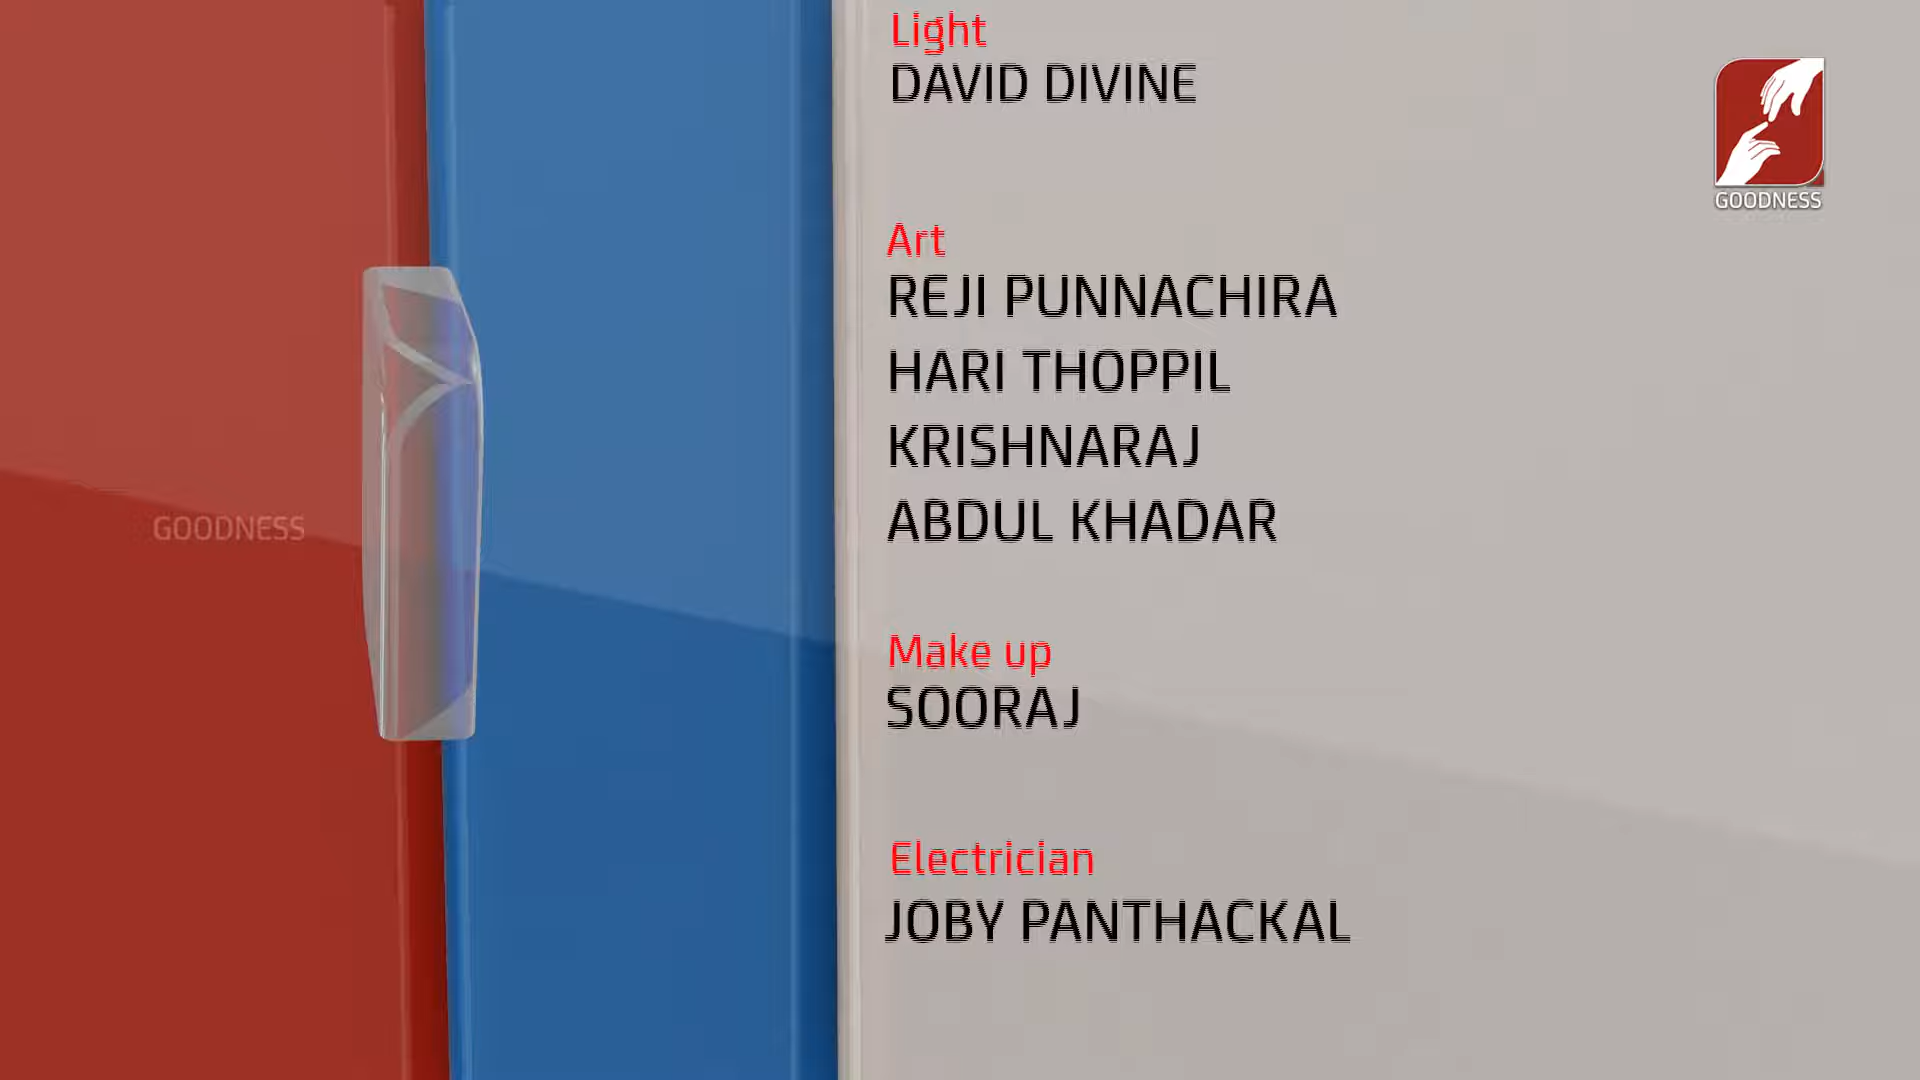 Light
DAVID DIVINE
GOODNESS
Art
REJI PUNNACHIRA
HARI THOPPIL
KRISHNARAJ
ABDUL KHADAR
GOODNESS
Make up
SOORAJ
Electrician
JOBY PANTHACKAL